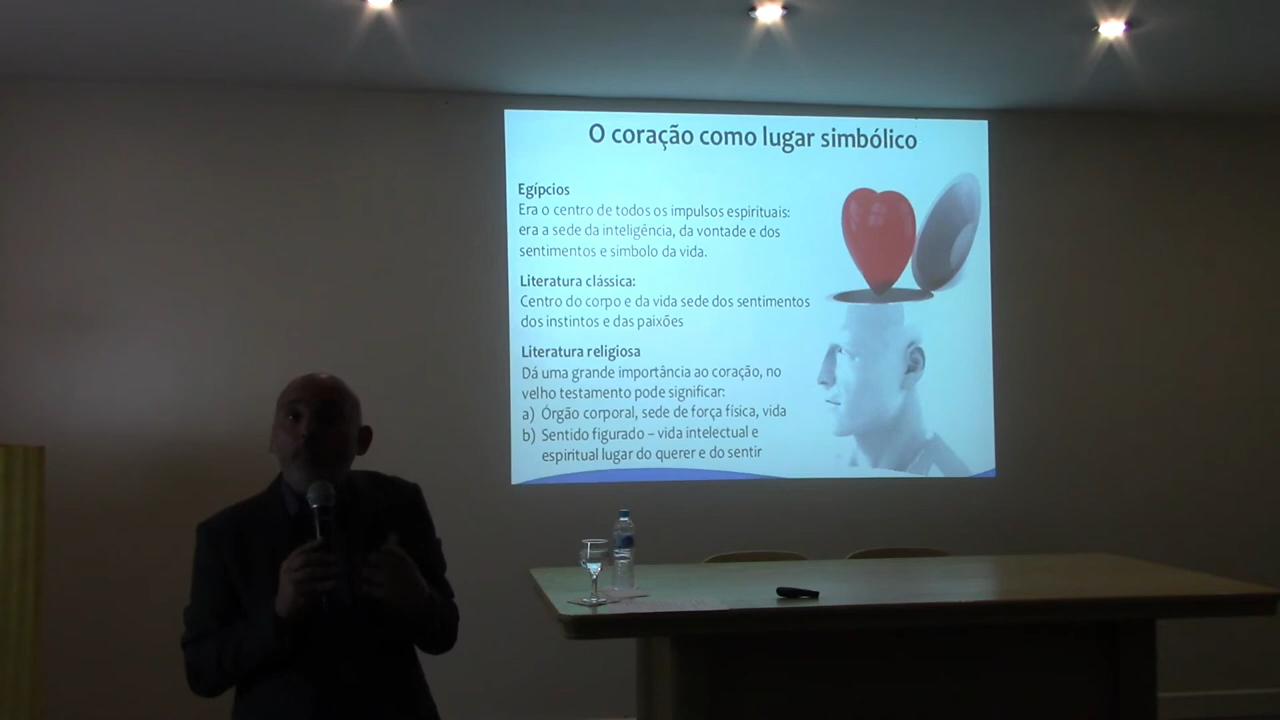 O coração como lugar simbólico
Egípcios
Era o centro de todos os impulsos espirituais:
era a sede da inteligência, da vontade e dos
sentimentos e simbolo da vida.
Literatura clássica:
Centro do corpo e da vida sede dos sentimentos
dos instintos e das paixões
Literatura religiosa
Dá uma grande importância ao coração, no
velho testamento pode significar:
a) Órgão corporal, sede de força física, vida
b) Sentido figurado – vida intelectual e
espiritual lugar do querer e do sentir